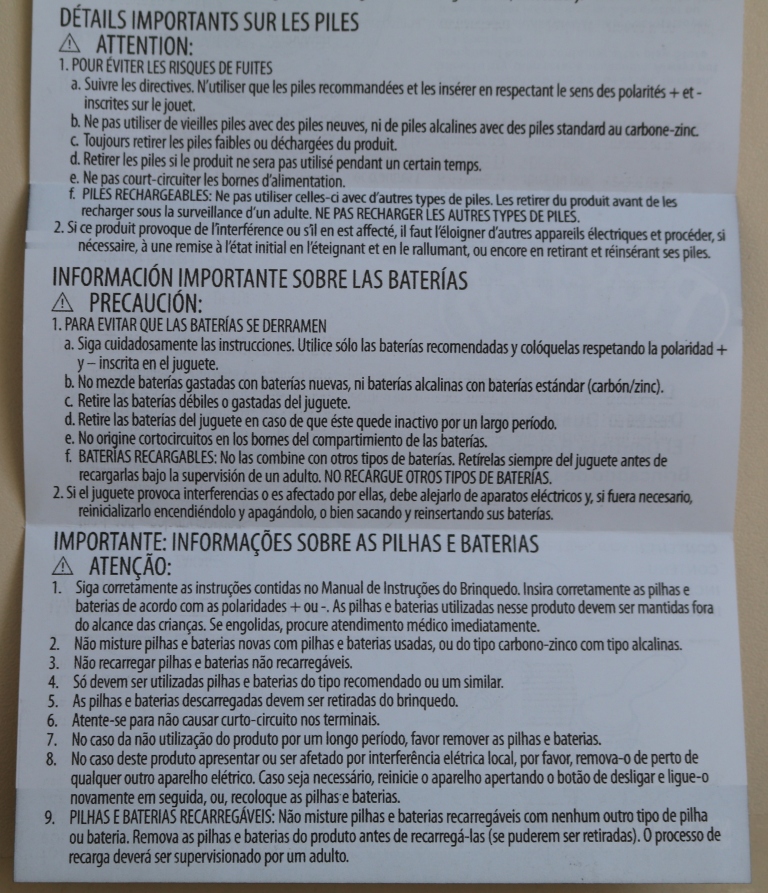 DÉTAILS IMPORTANTS SUR LES PILES
⚠ ATTENTION:
1. POUR ÉVITER LES RISQUES DE FUITES
a. Suivre les directives. N'utiliser que les piles recommandées et les insérer en respectant le sens des polarités + et -
inscrites sur le jouet.
b. Ne pas utiliser de vieilles piles avec des piles neuves, ni de piles alcalines avec des piles standard au carbone-zinc.
c. Toujours retirer les piles faibles ou déchargées du produit.
d. Retirer les piles si le produit ne sera pas utilisé pendant un certain temps.
e. Ne pas court-circuiter les bornes d'alimentation.
f. PILES RECHARGEABLES: Ne pas utiliser celles-ci avec d'autres types de piles. Les retirer du produit avant de les
recharger sous la surveillance d'un adulte. NE PAS RECHARGER LES AUTRES TYPES DE PILES.
2. Si ce produit provoque de l'interférence ou s'il en est affecté, il faut l'éloigner d'autres appareils électriques et procéder, si
nécessaire, à une remise à l'état initial en l'éteignant et en le rallumant, ou encore en retirant et réinsérant ses piles.
INFORMACIÓN IMPORTANTE SOBRE LAS BATERÍAS
⚠ PRECAUCIÓN:
1. PARA EVITAR QUE LAS BATERÍAS SE DERRAMEN
a. Siga cuidadosamente las instrucciones. Utilice sólo las baterías recomendadas y colóquelas respetando la polaridad +
y – inscrita en el juguete.
b. No mezcle baterías gastadas con baterías nuevas, ni baterías alcalinas con baterías estándar (carbón/zinc).
c. Retire las baterías débiles o gastadas del juguete.
d. Retire las baterías del juguete en caso de que éste quede inactivo por un largo período.
e. No origine cortocircuitos en los bornes del compartimiento de las baterías.
f. BATERÍAS RECARGABLES: No las combine con otros tipos de baterías. Retírelas siempre del juguete antes de
recargarlas bajo la supervisión de un adulto. NO RECARGUE OTROS TIPOS DE BATERÍAS.
2. Si el juguete provoca interferencias o es afectado por ellas, debe alejarlo de aparatos eléctricos y, si fuera necesario,
reinicializarlo encendiéndolo y apagándolo, o bien sacando y reinsertando sus baterías.
IMPORTANTE: INFORMAÇÕES SOBRE AS PILHAS E BATERIAS
⚠ ATENÇÃO:
1. Siga corretamente as instruções contidas no Manual de Instruções do Brinquedo. Insira corretamente as pilhas e
baterias de acordo com as polaridades + ou -. As pilhas e baterias utilizadas nesse produto devem ser mantidas fora
do alcance das crianças. Se engolidas, procure atendimento médico imediatamente.
2. Não misture pilhas e baterias novas com pilhas e baterias usadas, ou do tipo carbono-zinco com tipo alcalinas.
3. Não recarregar pilhas e baterias não recarregáveis.
4. Só devem ser utilizadas pilhas e baterias do tipo recomendado ou um similar.
5. As pilhas e baterias descarregadas devem ser retiradas do brinquedo.
6. Atente-se para não causar curto-circuito nos terminais.
7. No caso da não utilização do produto por um longo período, favor remover as pilhas e baterias.
8. No caso deste produto apresentar ou ser afetado por interferência elétrica local, por favor, remova-o de perto de
qualquer outro aparelho elétrico. Caso seja necessário, reinicie o aparelho apertando o botão de desligar e ligue-o
novamente em seguida, ou, recoloque as pilhas e baterias.
9. PILHAS E BATERIAS RECARREGÁVEIS: Não misture pilhas e baterias recarregáveis com nenhum outro tipo de pilha
ou bateria. Remova as pilhas e baterias do produto antes de recarregá-las (se puderem ser retiradas). O processo de
recarga deverá ser supervisionado por um adulto.